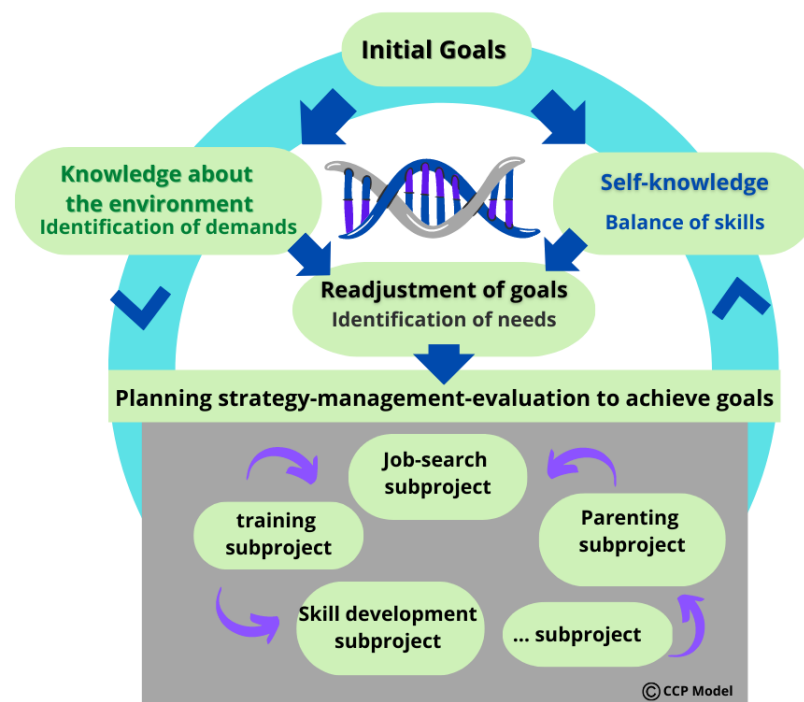 Initial Goals
Knowledge about
the environment
Identification of demands
Self-knowledge
Balance of skills
Readjustment of goals
Identification of needs
Planning strategy-management-evaluation to achieve goals
Job-search
subproject
training
subproject
Parenting
subproject
Skill development
subproject
... subproject
© CCP Model